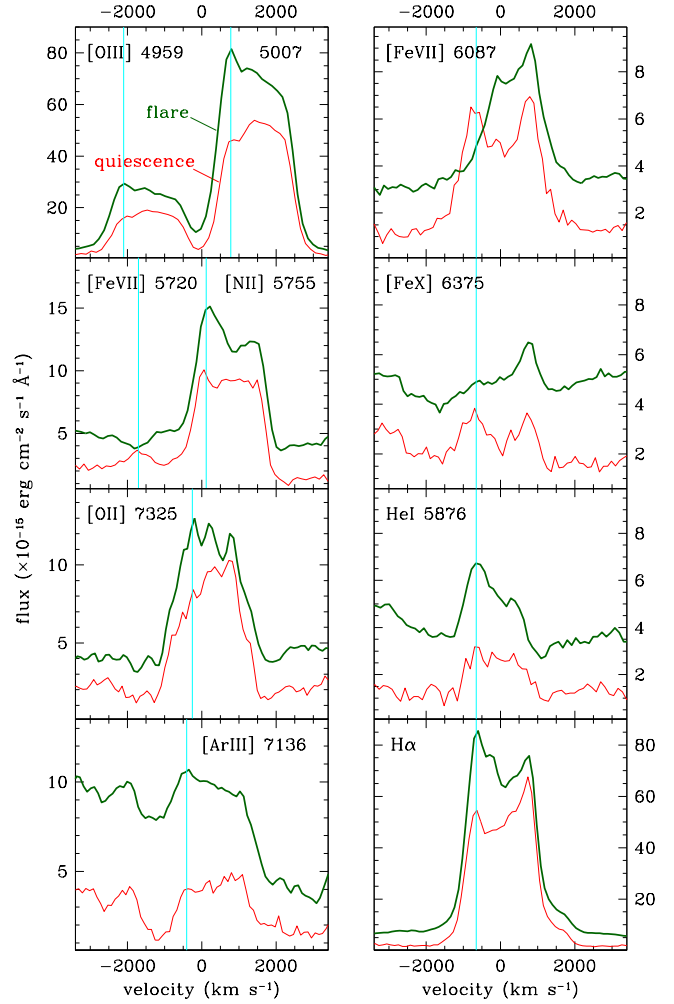 −2000 0 2000 −2000 0 2000
[OIII] 4959 5007
flare
quiescence
80
60
40
20
[FeVII] 6087
8
6
4
2
[FeVII] 5720 [NII] 5755
15
10
5
[FeX] 6375
8
6
4
2
flux (×10⁻¹⁵ erg cm⁻² s⁻¹ Å⁻¹)
[OII] 7325
10
5
HeI 5876
8
6
4
2
[ArIII] 7136
10
5
Hα
80
60
40
20
−2000 0 2000 −2000 0 2000
velocity (km s⁻¹) velocity (km s⁻¹)